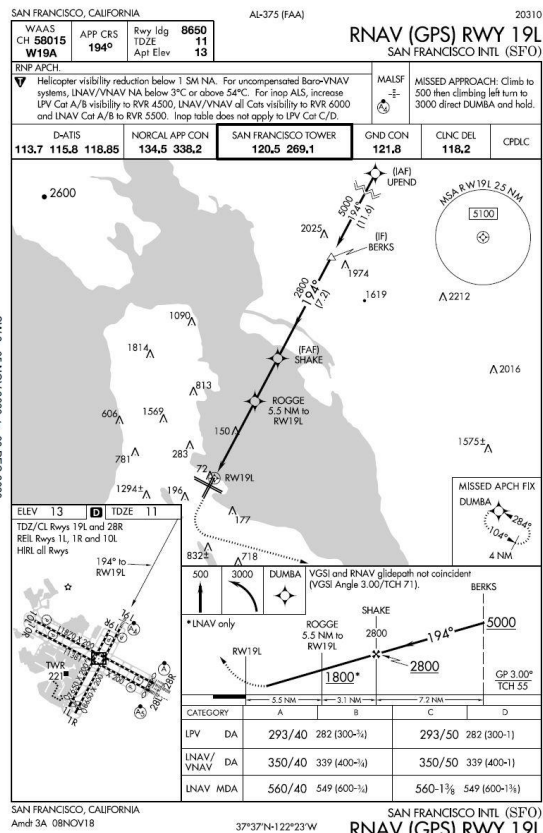 SAN FRANCISCO, CALIFORNIA
AL-375 (FAA)
20310
WAAS
CH 58015
W19A
APP CRS
194°
Rwy ldg 8650
TDZE 11
Apt Elev 13
RNAV (GPS) RWY 19L
SAN FRANCISCO INTL (SFO)
RNP APCH.
Helicopter visibility reduction below 1 SM NA. For uncompensated Baro-VNAV
systems, LNAV/VNAV NA below 3°C or above 54°C. For inop ALS, increase
LPV Cat A/B visibility to RVR 4500, LNAV/VNAV all Cats visibility to RVR 6000
and LNAV Cat A/B to RVR 5500. Inop table does not apply to LPV Cat C/D.
MALSF
A4
MISSED APPROACH: Climb to
500 then climbing left turn to
3000 direct DUMBA and hold.
D-ATIS
113.7 115.8 118.85
NORCAL APP CON
134.5 338.2
SAN FRANCISCO TOWER
120.5 269.1
GND CON
121.8
CLNC DEL
118.2
CPDLC
2600
(IAF)
UPEND
5000
194°
(11.6)
MSA RW19L 25 NM
5100
2025
(IF)
BERKS
1974
2800
194°
(7.2)
1619
2212
1090
1814
(FAF)
SHAKE
2016
813
ROGGE
5.5 NM to
RW19L
606
1569
150
781
283
1575±
72
RW19L
1294±
196
177
832±
718
MISSED APCH FIX
DUMBA
284°
104°
4 NM
ELEV 13
D
TDZE 11
TDZ/CL Rwys 19L and 28R
REIL Rwys 1L, 1R and 10L
HIRL all Rwys
194° to
RW19L
TWR
221
19L
19R
10L
10R
28R
28L
1L
1R
500
3000
DUMBA
VGSI and RNAV glidepath not coincident
(VGSI Angle 3.00/TCH 71).
BERKS
*LNAV only
RW19L
ROGGE
5.5 NM to
RW19L
SHAKE
2800
194°
5000
2800
1800*
GP 3.00°
TCH 55
5.5 NM
3.1 NM
7.2 NM
CATEGORY A B C D
LPV DA 293/40 282 (300-¾) 293/50 282 (300-1)
LNAV/
VNAV DA 350/40 339 (400-¾) 350/50 339 (400-1)
LNAV MDA 560/40 549 (600-¾) 560-1⅜ 549 (600-1⅜)
SAN FRANCISCO, CALIFORNIA
Amdt 3A 08NOV18
37°37'N-122°23'W
SAN FRANCISCO INTL (SFO)
RNAV (GPS) RWY 19L